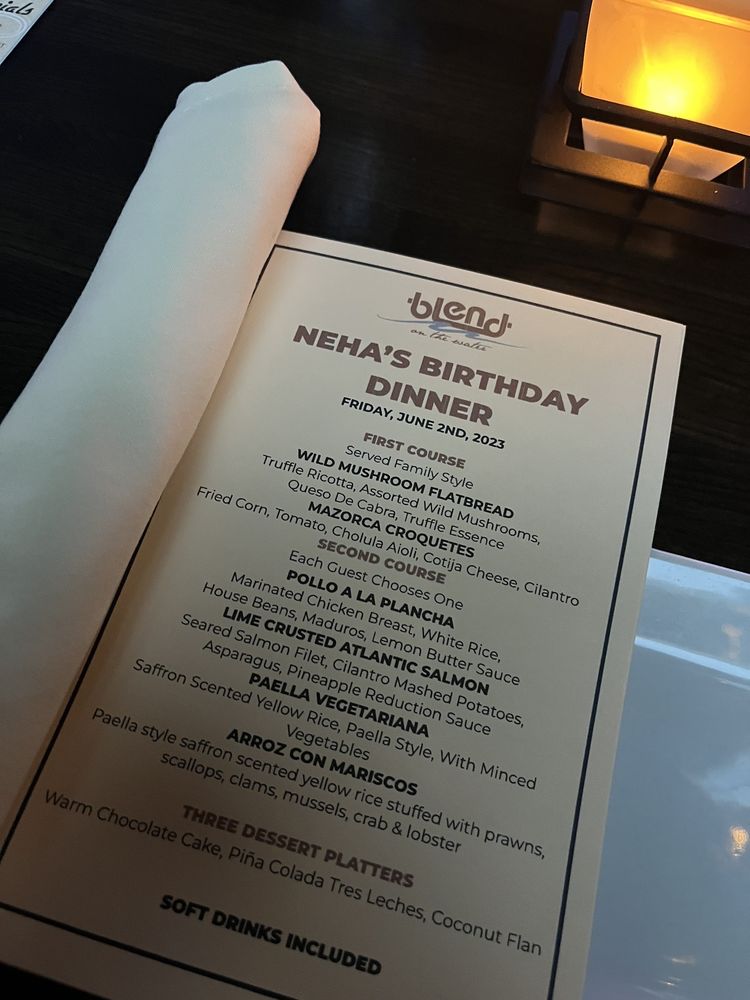 ials
blend
on the water
NEHA'S BIRTHDAY
DINNER
FRIDAY, JUNE 2ND, 2023
FIRST COURSE
Served Family Style
WILD MUSHROOM FLATBREAD
Truffle Ricotta, Assorted Wild Mushrooms,
Queso De Cabra, Truffle Essence
MAZORCA CROQUETES
Fried Corn, Tomato, Cholula Aioli, Cotija Cheese, Cilantro
SECOND COURSE
Each Guest Chooses One
POLLO A LA PLANCHA
Marinated Chicken Breast, White Rice,
House Beans, Maduros, Lemon Butter Sauce
LIME CRUSTED ATLANTIC SALMON
Seared Salmon Filet, Cilantro Mashed Potatoes,
Asparagus, Pineapple Reduction Sauce
PAELLA VEGETARIANA
Saffron Scented Yellow Rice, Paella Style, With Minced
Vegetables
ARROZ CON MARISCOS
Paella style saffron scented yellow rice stuffed with prawns,
scallops, clams, mussels, crab & lobster
THREE DESSERT PLATTERS
Warm Chocolate Cake, Piña Colada Tres Leches, Coconut Flan
SOFT DRINKS INCLUDED